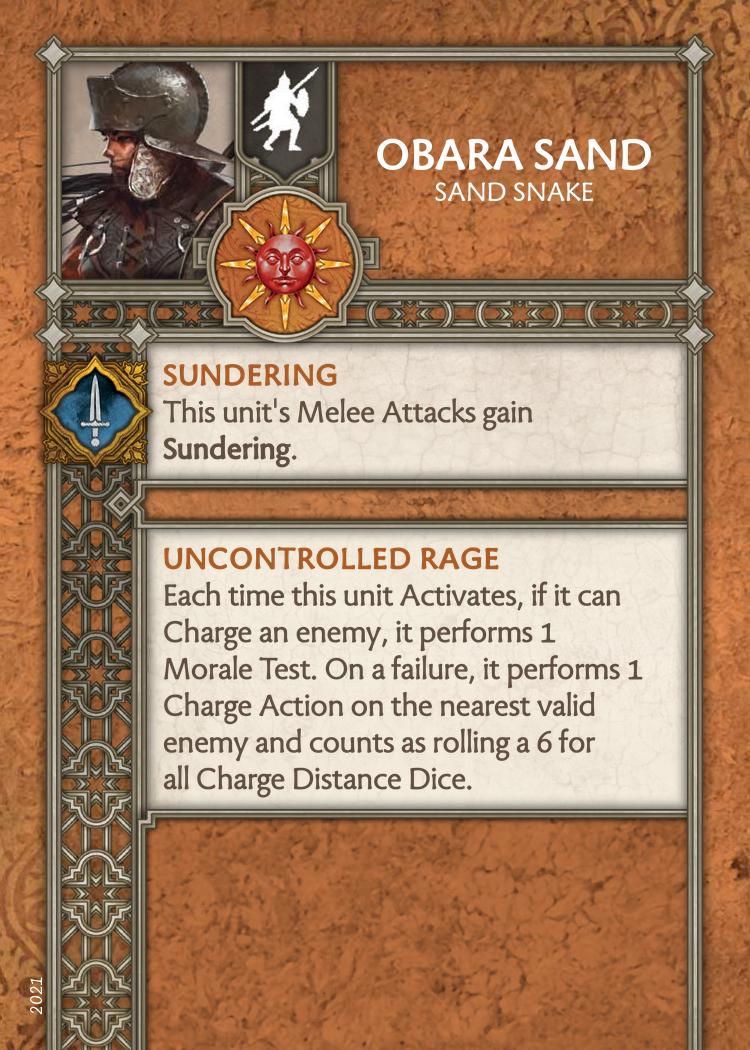 OBARA SAND
SAND SNAKE
SUNDERING
This unit's Melee Attacks gain
Sundering.
UNCONTROLLED RAGE
Each time this unit Activates, if it can
Charge an enemy, it performs 1
Morale Test. On a failure, it performs 1
Charge Action on the nearest valid
enemy and counts as rolling a 6 for
all Charge Distance Dice.
2021